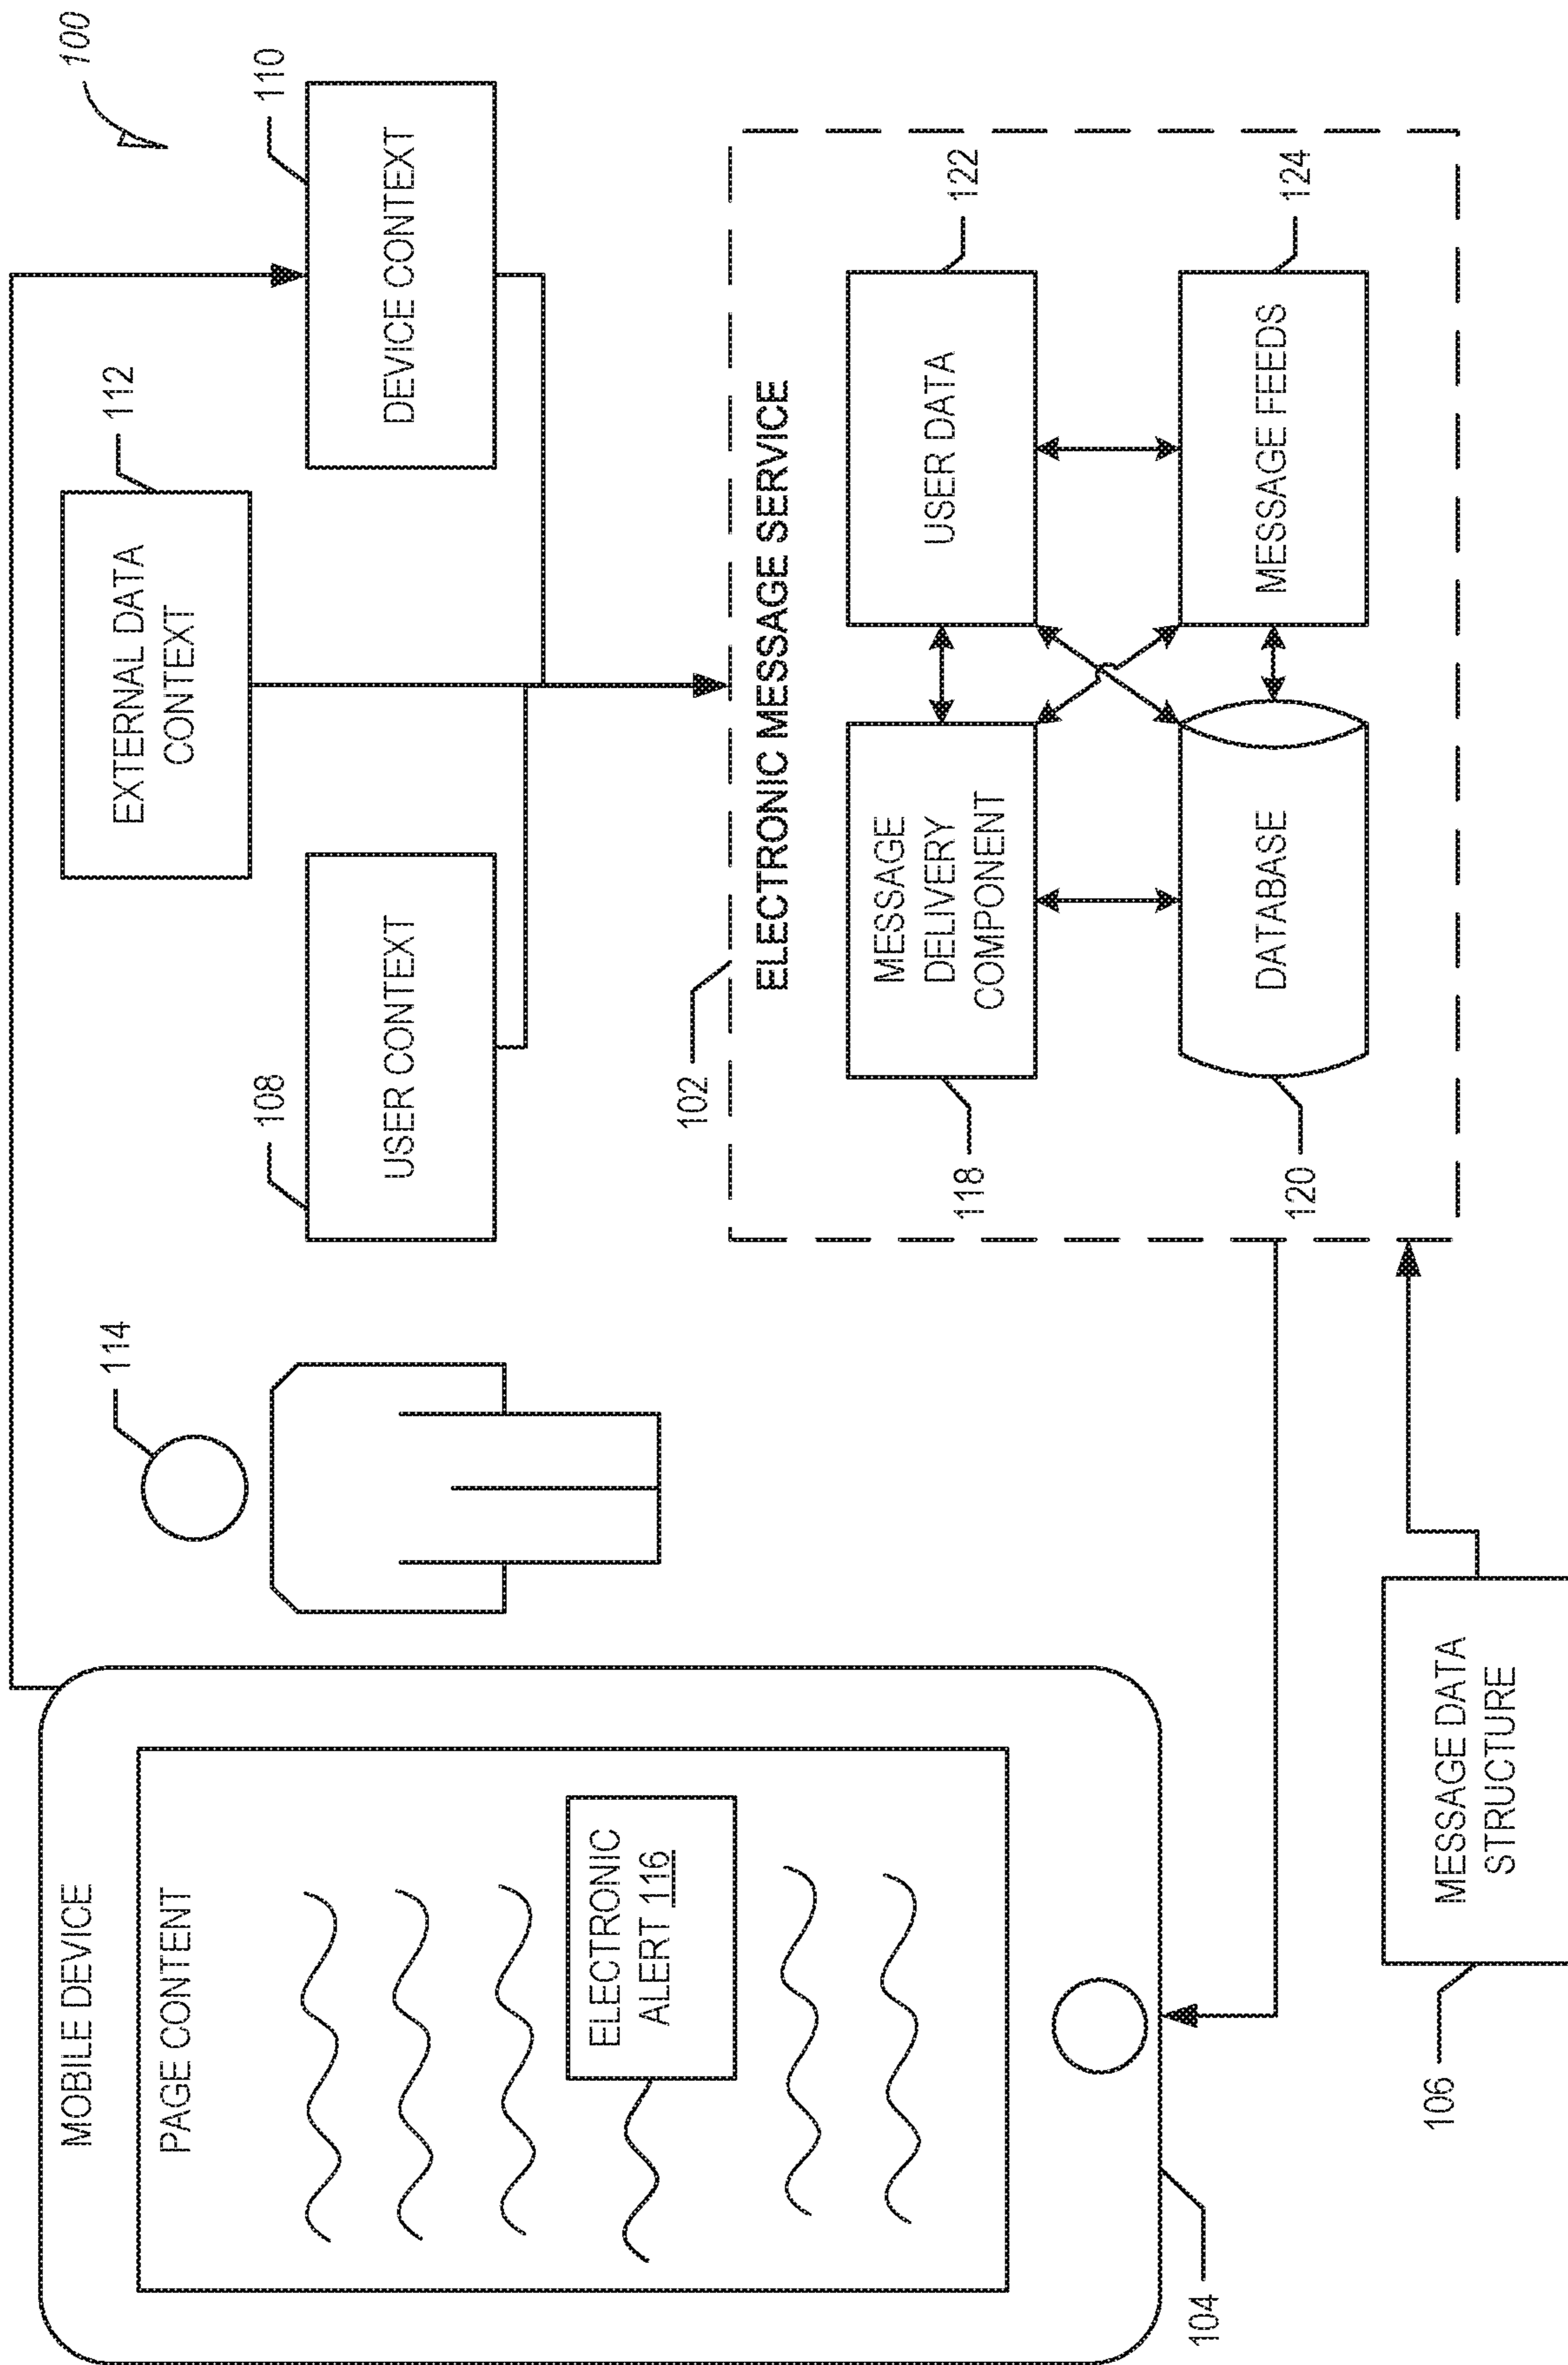 100
MOBILE DEVICE
PAGE CONTENT
ELECTRONIC
ALERT 116
104
114
108
USER CONTEXT
112
EXTERNAL DATA
CONTEXT
110
DEVICE CONTEXT
102
ELECTRONIC MESSAGE SERVICE
MESSAGE
DELIVERY
COMPONENT
118
USER DATA
122
DATABASE
120
MESSAGE FEEDS
124
MESSAGE DATA
STRUCTURE
106